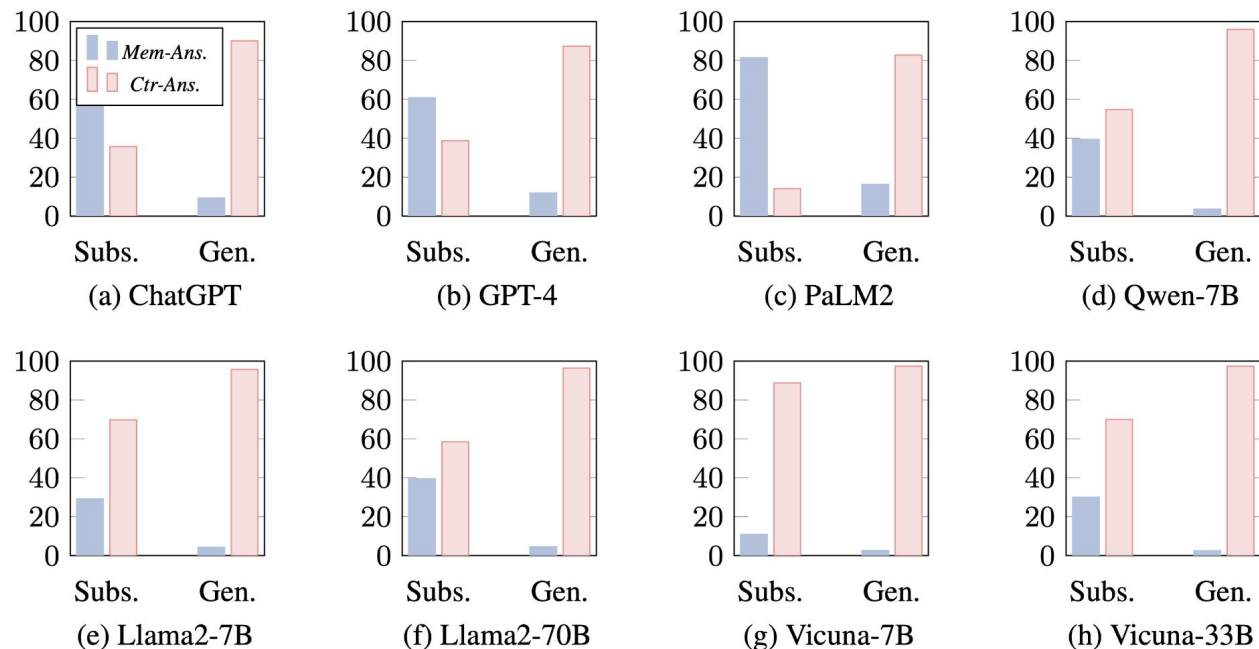 100
80
60
40
20
0
Mem-Ans.
Ctr-Ans.
Subs. Gen.
(a) ChatGPT
100
80
60
40
20
0
Subs. Gen.
(b) GPT-4
100
80
60
40
20
0
Subs. Gen.
(c) PaLM2
100
80
60
40
20
0
Subs. Gen.
(d) Qwen-7B
100
80
60
40
20
0
Subs. Gen.
(e) Llama2-7B
100
80
60
40
20
0
Subs. Gen.
(f) Llama2-70B
100
80
60
40
20
0
Subs. Gen.
(g) Vicuna-7B
100
80
60
40
20
0
Subs. Gen.
(h) Vicuna-33B